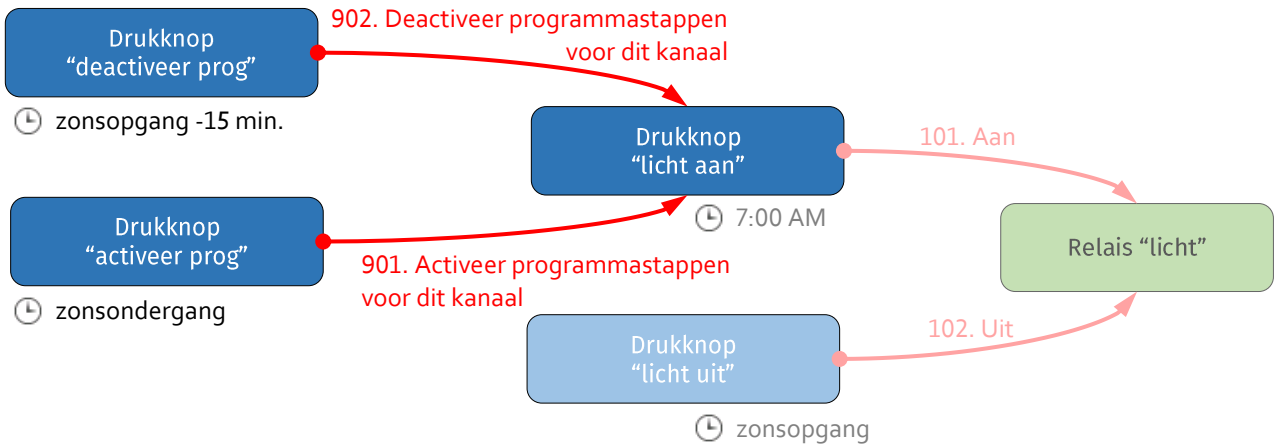 902. Deactiveer programmastappen
voor dit kanaal
Drukknop
“deactiveer prog”
zonsopgang -15 min.
Drukknop
“licht aan”
101. Aan
7:00 AM
Drukknop
“activeer prog”
Relais “licht”
901. Activeer programmastappen
voor dit kanaal
zonsondergang
102. Uit
Drukknop
“licht uit”
zonsopgang